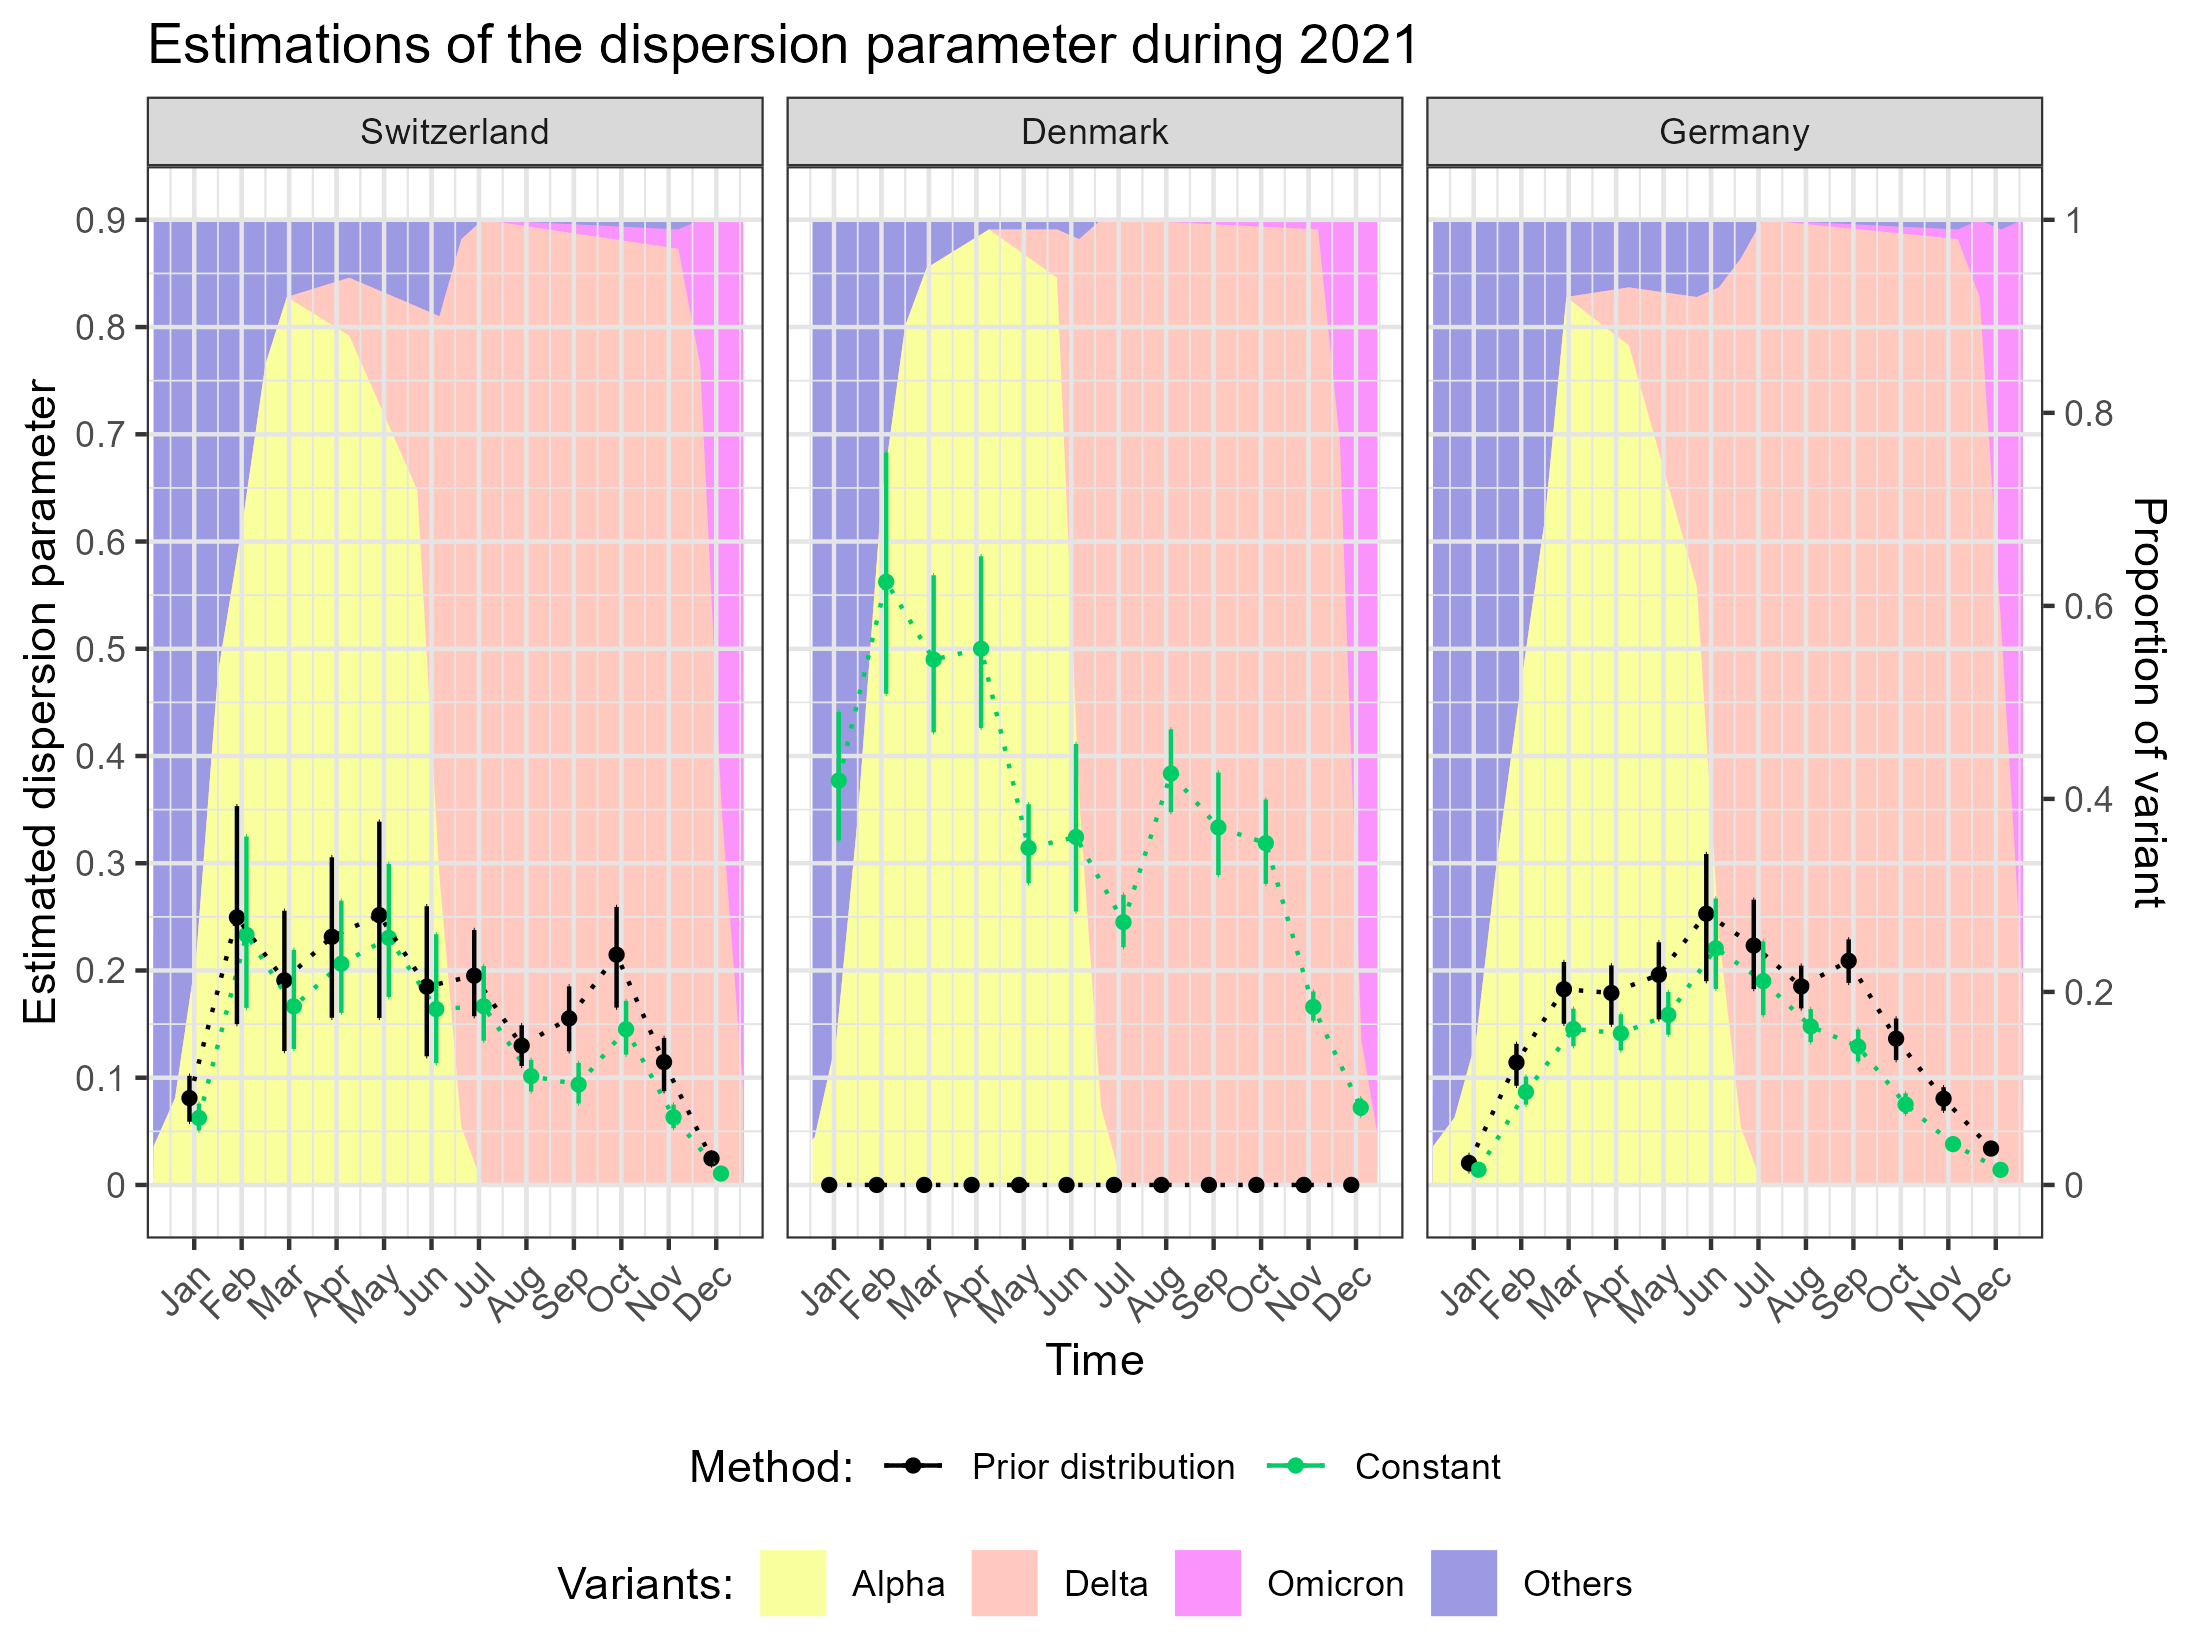 Estimations of the dispersion parameter during 2021
Switzerland
Denmark
Germany
Estimated dispersion parameter
0.9
0.8
0.7
0.6
0.5
0.4
0.3
0.2
0.1
0
1
0.8
0.6
0.4
0.2
0
Proportion of variant
Jan Feb Mar Apr May Jun Jul Aug Sep Oct Nov Dec
Jan Feb Mar Apr May Jun Jul Aug Sep Oct Nov Dec
Jan Feb Mar Apr May Jun Jul Aug Sep Oct Nov Dec
Time
Method: Prior distribution Constant
Variants: Alpha Delta Omicron Others